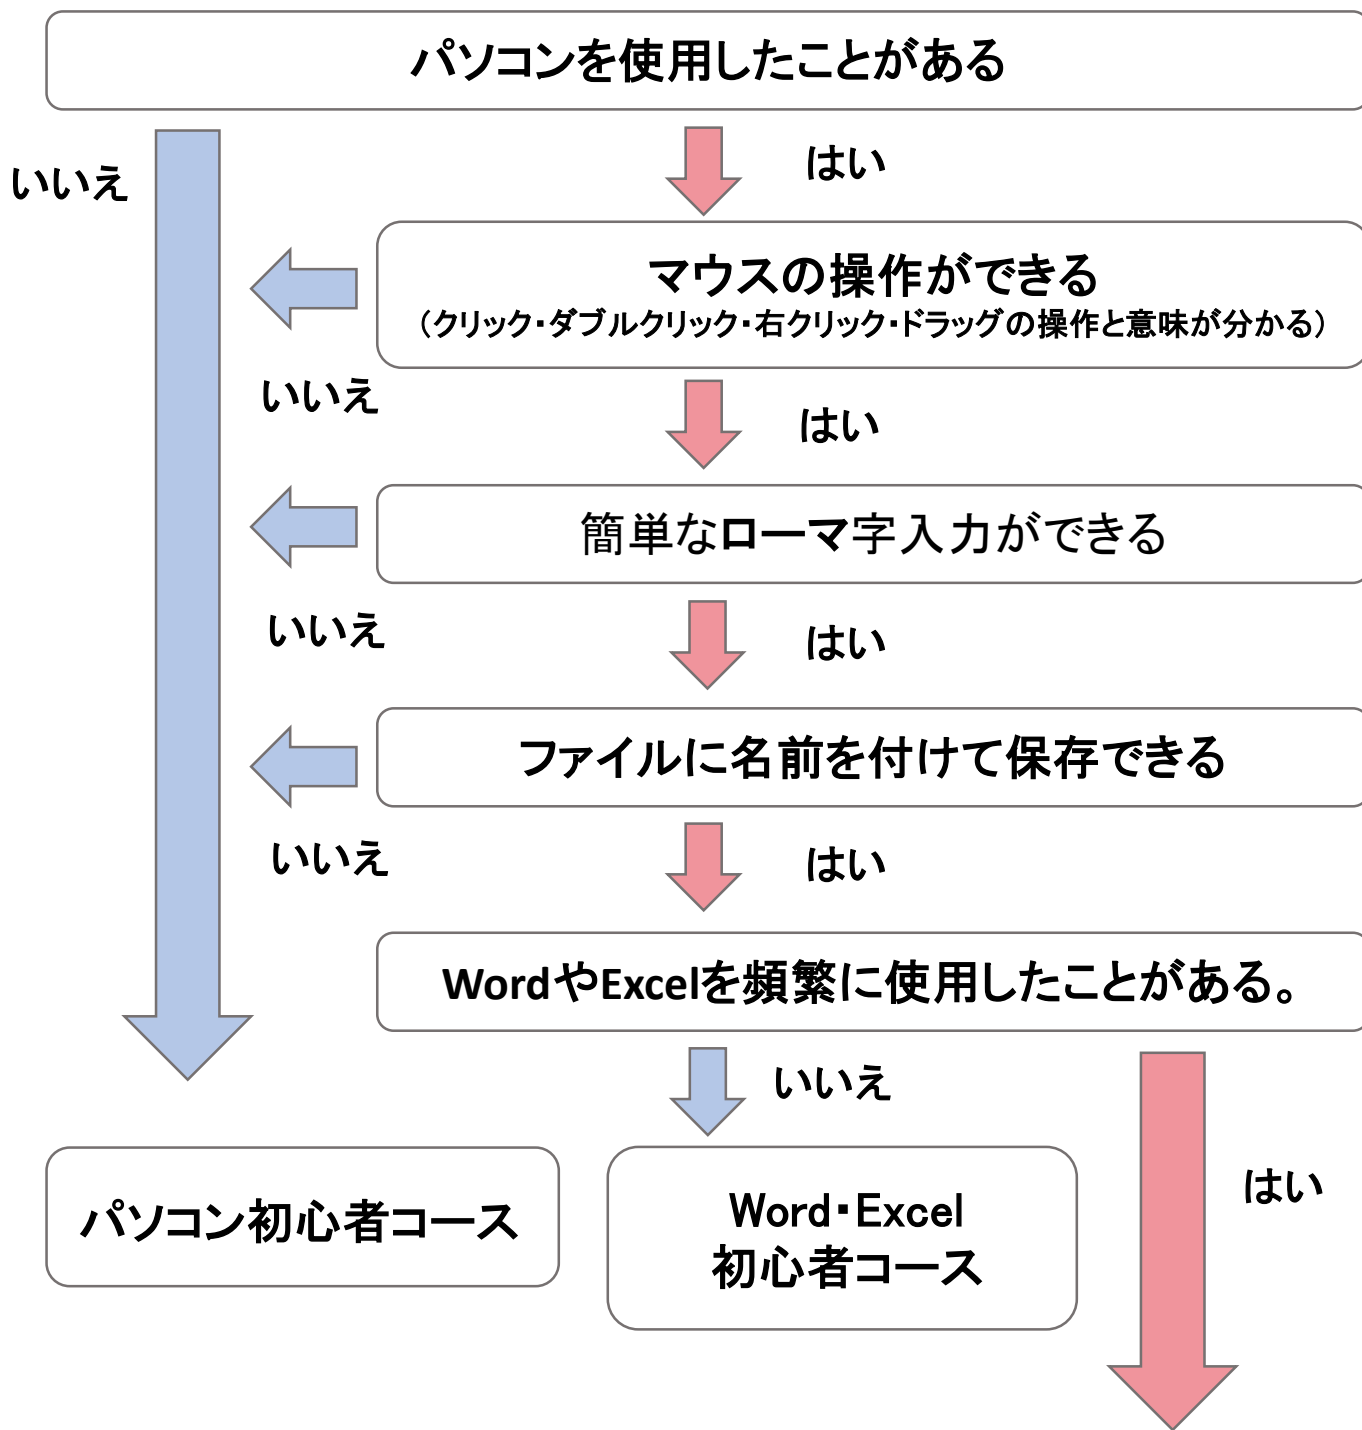 パソコンを使用したことがある
いいえ
はい
マウスの操作ができる
（クリック・ダブルクリック・右クリック・ドラッグの操作と意味が分かる）
いいえ
はい
簡単なローマ字入力ができる
いいえ
はい
ファイルに名前を付けて保存できる
いいえ
はい
WordやExcelを頻繁に使用したことがある。
いいえ
はい
パソコン初心者コース
Word・Excel
初心者コース